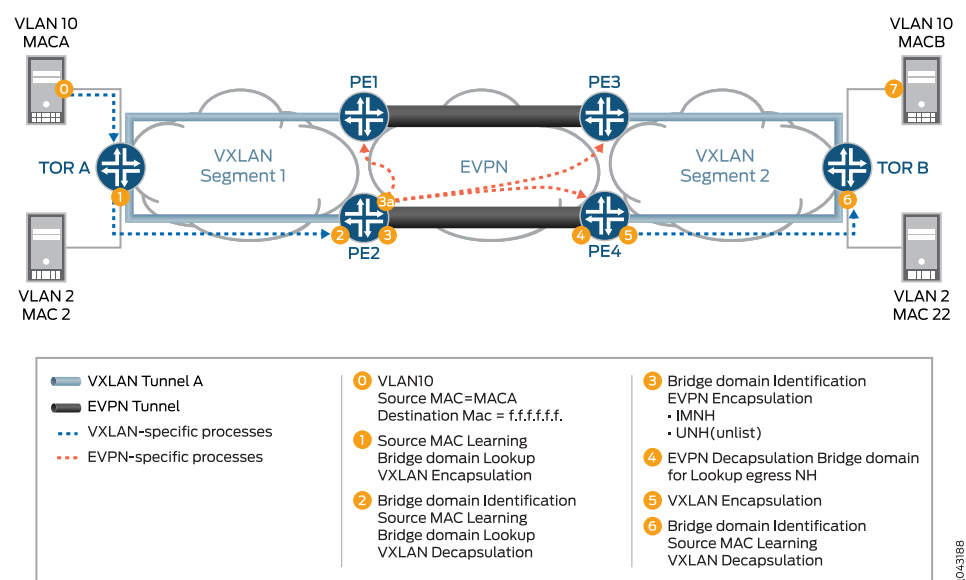 VLAN 10
MACA
VLAN 10
MACB
0
PE1
PE3
7
TOR A
VXLAN
Segment 1
EVPN
VXLAN
Segment 2
TOR B
1
3a
6
2
3
4
5
PE2
PE4
VLAN 2
MAC 2
VLAN 2
MAC 22
VXLAN Tunnel A
EVPN Tunnel
VXLAN-specific processes
EVPN-specific processes
0 VLAN10
Source MAC=MACA
Destination Mac = f.f.f.f.f.f.
1 Source MAC Learning
Bridge domain Lookup
VXLAN Encapsulation
2 Bridge domain Identification
Source MAC Learning
Bridge domain Lookup
VXLAN Decapsulation
3 Bridge domain Identification
EVPN Encapsulation
• IMNH
• UNH(unlist)
4 EVPN Decapsulation Bridge domain
for Lookup egress NH
5 VXLAN Encapsulation
6 Bridge domain Identification
Source MAC Learning
VXLAN Decapsulation